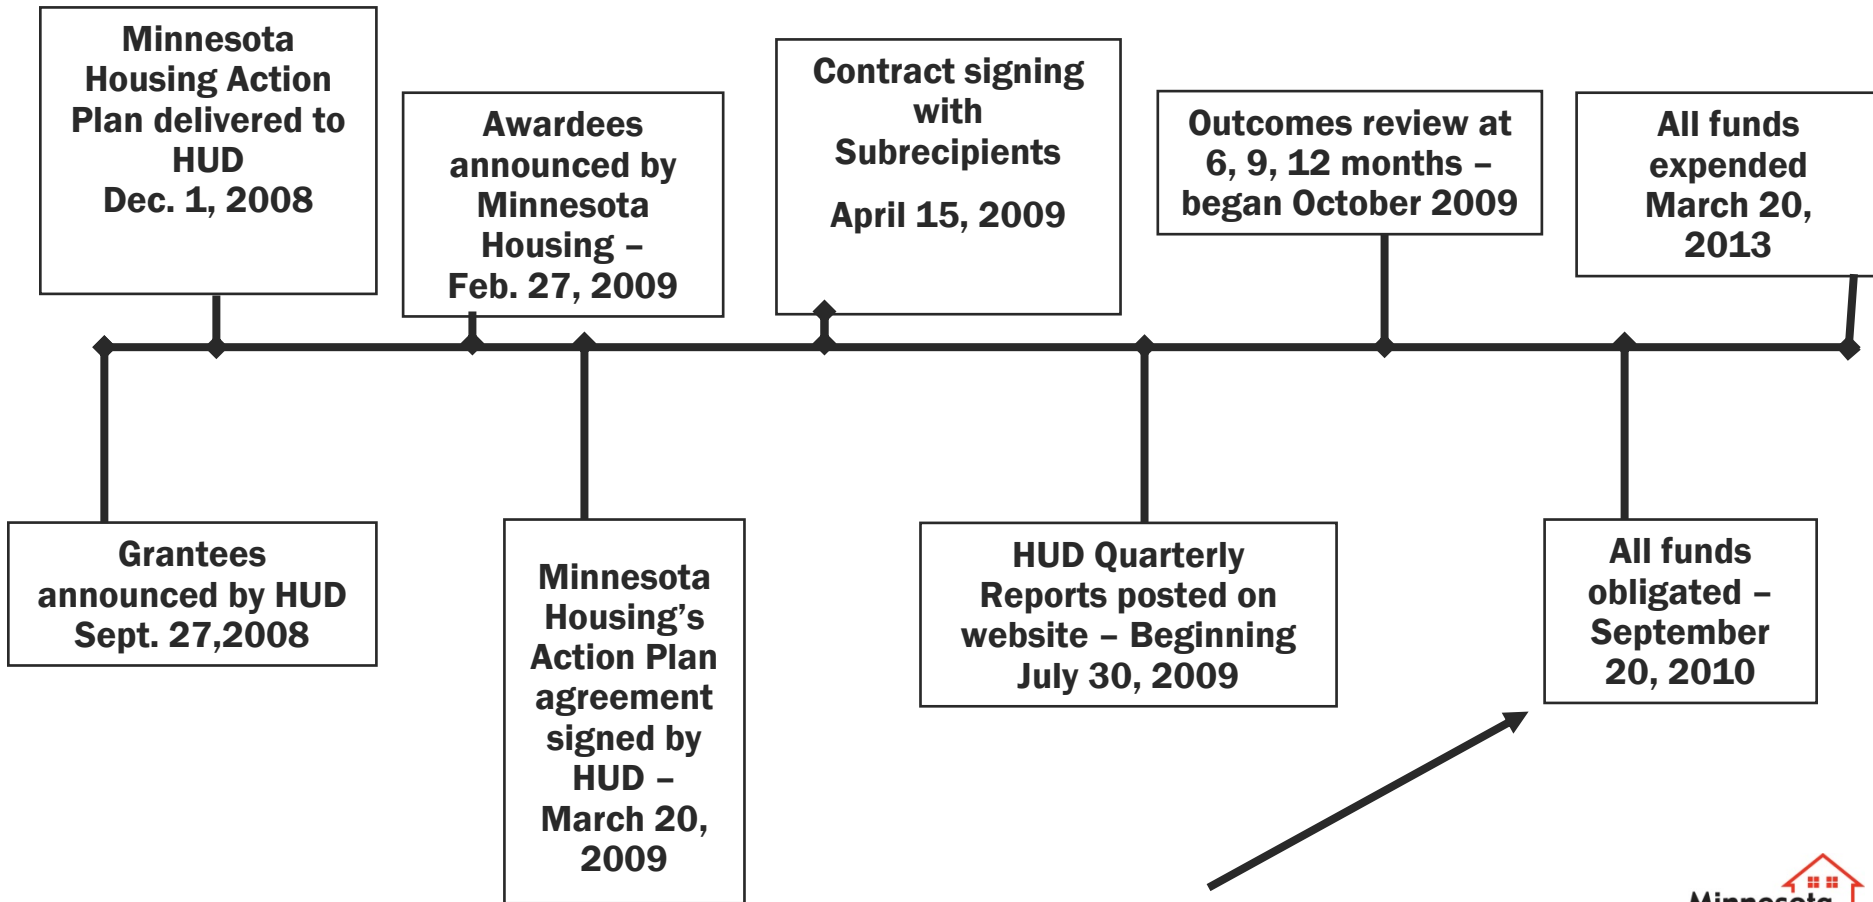 Minnesota
Housing Action
Plan delivered to
HUD
Dec. 1, 2008
Awardees
announced by
Minnesota
Housing –
Feb. 27, 2009
Contract signing
with
Subrecipients
April 15, 2009
Outcomes review at
6, 9, 12 months –
began October 2009
All funds
expended
March 20,
2013
Grantees
announced by HUD
Sept. 27,2008
Minnesota
Housing’s
Action Plan
agreement
signed by
HUD –
March 20,
2009
HUD Quarterly
Reports posted on
website – Beginning
July 30, 2009
All funds
obligated –
September
20, 2010
Minnesota